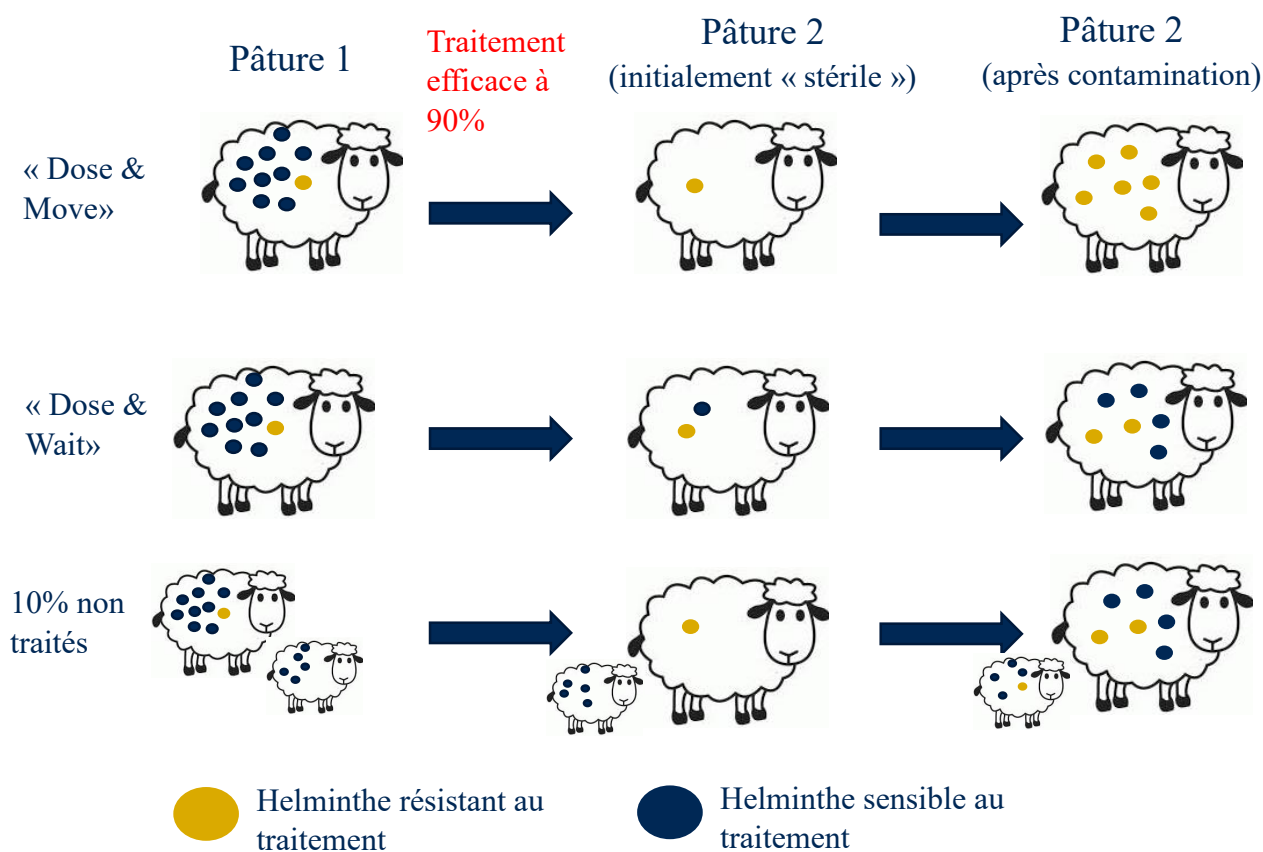 Pâture 1
Traitement
efficace à
90%
Pâture 2
(initialement « stérile »)
Pâture 2
(après contamination)
« Dose &
Move»
« Dose &
Wait»
10% non
traités
Helminthe résistant au
traitement
Helminthe sensible au
traitement